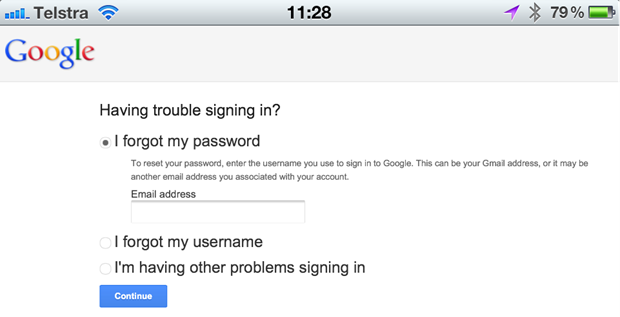 Telstra 11:28 79%
Google
Having trouble signing in?
I forgot my password
To reset your password, enter the username you use to sign in to Google. This can be your Gmail address, or it may be
another email address you associated with your account.
Email address
I forgot my username
I'm having other problems signing in
Continue